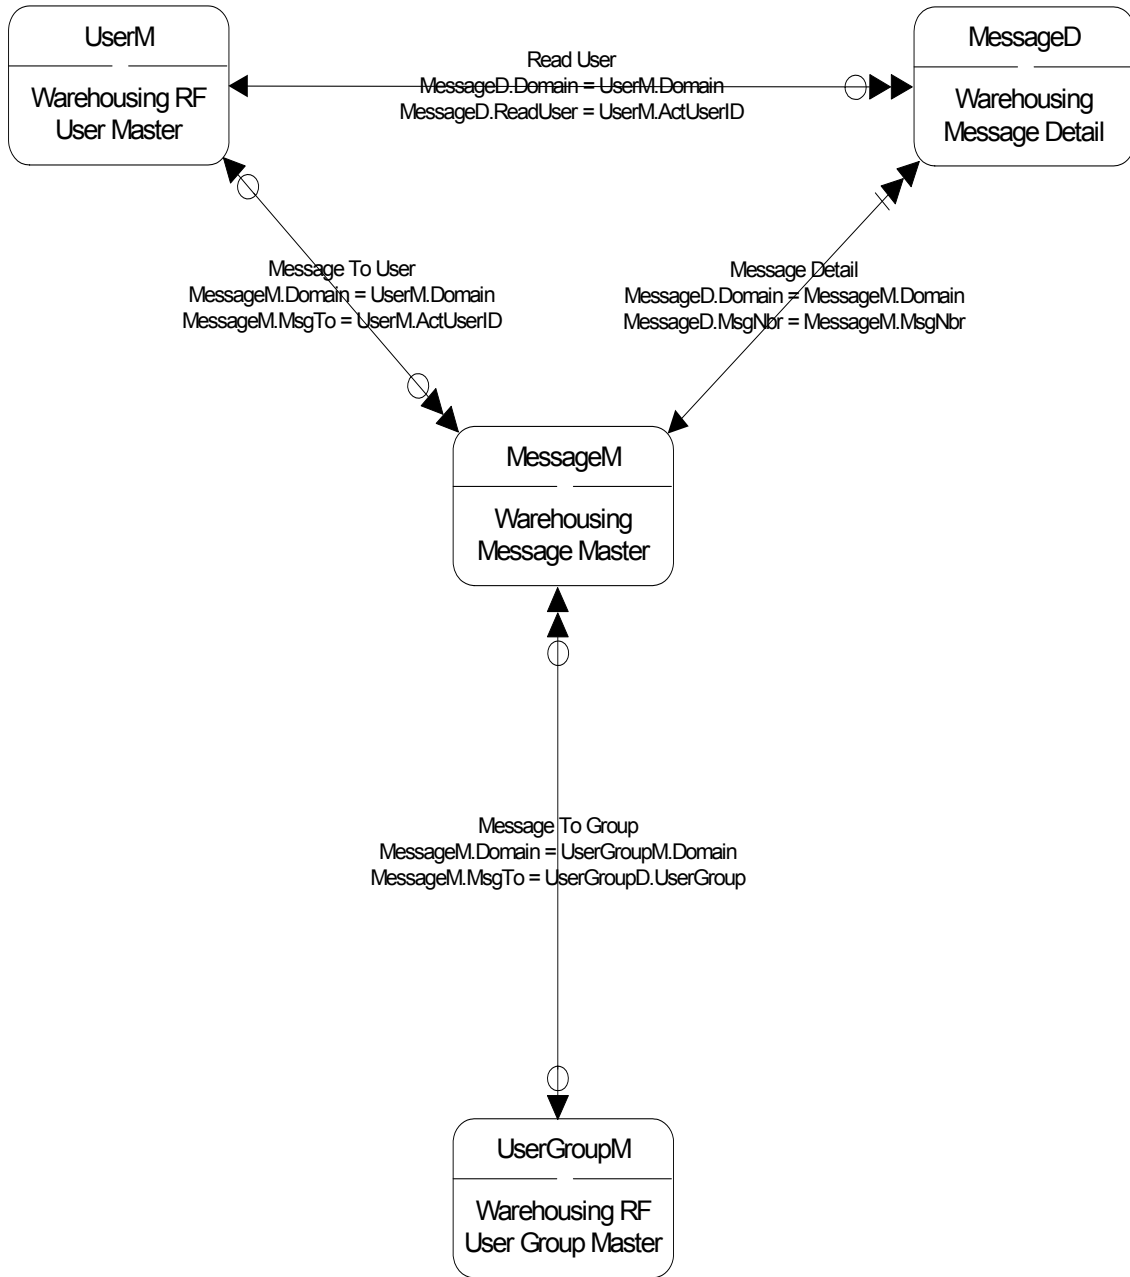 UserM
Warehousing RF
User Master
Read User
MessageD.Domain = UserM.Domain
MessageD.ReadUser = UserM.ActUserID
MessageD
Warehousing
Message Detail
Message To User
MessageM.Domain = UserM.Domain
MessageM.MsgTo = UserM.ActUserID
Message Detail
MessageD.Domain = MessageM.Domain
MessageD.MsgNbr = MessageM.MsgNbr
MessageM
Warehousing
Message Master
Message To Group
MessageM.Domain = UserGroupM.Domain
MessageM.MsgTo = UserGroupD.UserGroup
UserGroupM
Warehousing RF
User Group Master